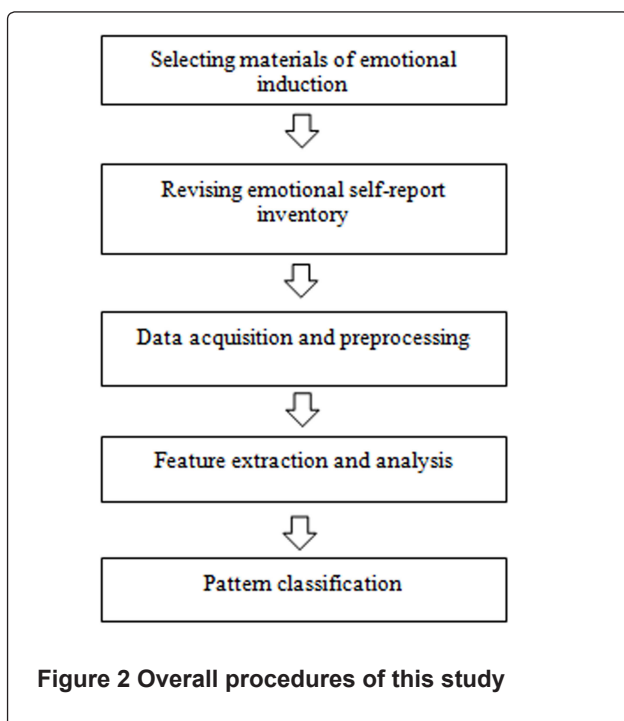 Selecting materials of emotional
induction
Revising emotional self-report
inventory
Data acquisition and preprocessing
Feature extraction and analysis
Pattem classification
Figure 2 Overall procedures of this study